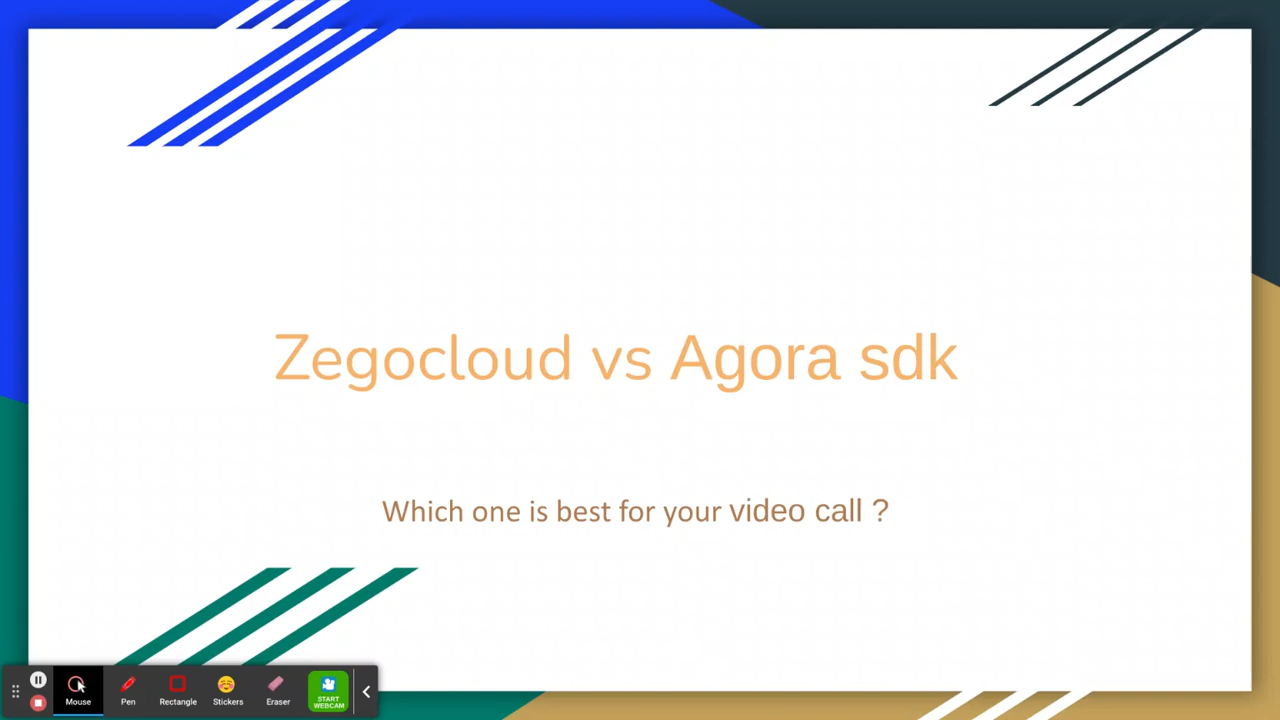 Zegocloud vs Agora sdk
Which one is best for your video call ?
Mouse
Pen
Rectangle
Stickers
Eraser
START
WEBCAM